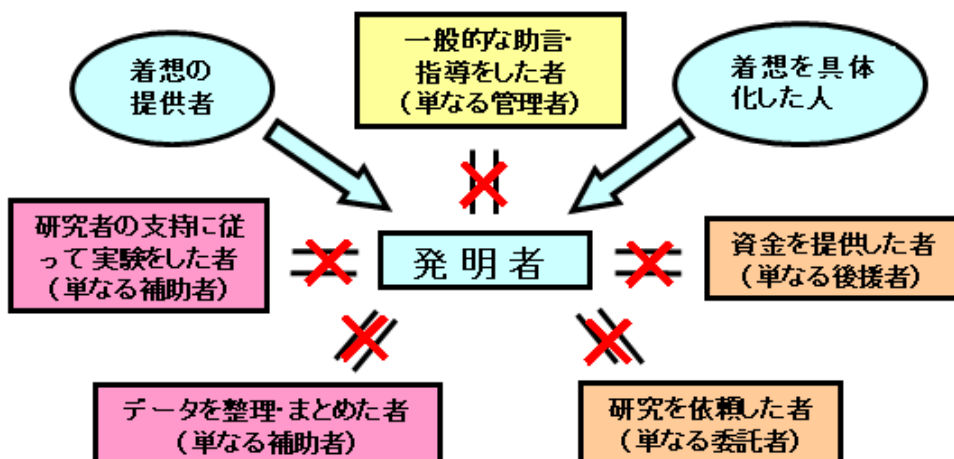 着想の
提供者
一般的な助言・
指導をした者
（単なる管理者）
着想を具体
化した人
研究者の支持に従
って実験をした者
（単なる補助者）
発明者
資金を提供した者
（単なる後援者）
データを整理・まとめた者
（単なる補助者）
研究を依頼した者
（単なる委託者）